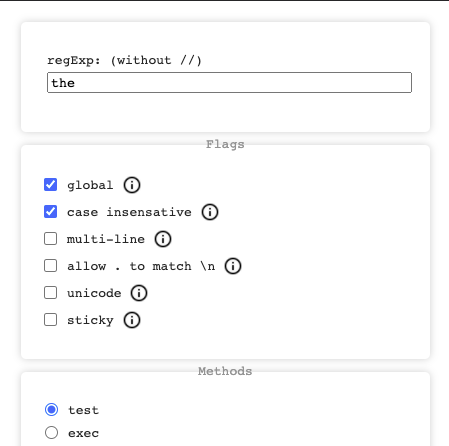 regExp: (without //)
the
Flags
global
case insensative
multi-line
allow . to match \n
unicode
sticky
Methods
test
exec